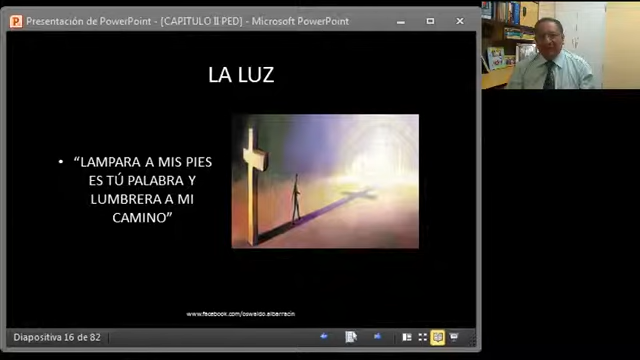 Presentación de PowerPoint - [CAPITULO II PED] - Microsoft PowerPoint
LA LUZ
• “LAMPARA A MIS PIES
ES TÚ PALABRA Y
LUMBRERA A MI
CAMINO”
www.facebook.com/oswaldo.albarracin
Diapositiva 16 de 82